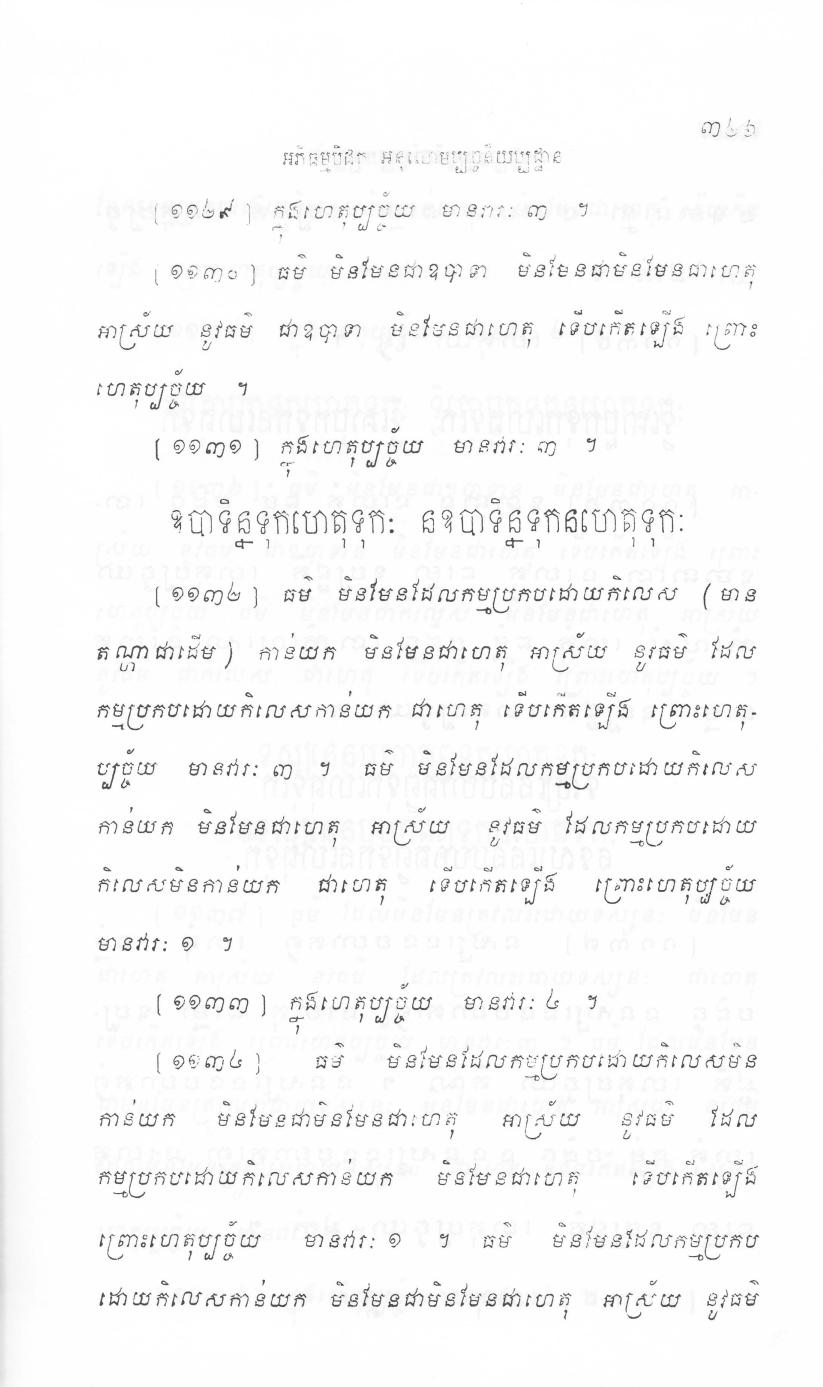 ៣៤៦
អភិធម្មបិដក អនុលោមប្បច្ចនិយប្បដ្ឋាន
[ ១១២៩ ] ក្នុងហេតុប្បច្ច័យ មានវារៈ ៣ ។
[ ១១៣០ ] ធម៌ មិនមែនជាឧបាទា មិនមែនជាមិនមែនជាហេតុ
អាស្រ័យ នូវធម៌ ជាឧបាទា មិនមែនជាហេតុ ទើបកើតឡើង ព្រោះ
ហេតុប្បច្ច័យ ។
[ ១១៣១ ] ក្នុងហេតុប្បច្ច័យ មានវារៈ ៣ ។
ឧបាទិន្នទុកហេតុទុកៈ នឧបាទិន្នទុកនហេតុទុកៈ
[ ១១៣២ ] ធម៌ មិនមែនដែលកម្មប្រកបដោយកិលេស ( មាន
តណ្ហាជាដើម ) កាន់យក មិនមែនជាហេតុ អាស្រ័យ នូវធម៌ ដែល
កម្មប្រកបដោយកិលេសកាន់យក ជាហេតុ ទើបកើតឡើង ព្រោះហេតុ-
ប្បច្ច័យ មានវារៈ ៣ ។ ធម៌ មិនមែនដែលកម្មប្រកបដោយកិលេស
កាន់យក មិនមែនជាហេតុ អាស្រ័យ នូវធម៌ ដែលកម្មប្រកបដោយ
កិលេសមិនកាន់យក ជាហេតុ ទើបកើតឡើង ព្រោះហេតុប្បច្ច័យ
មានវារៈ ១ ។
[ ១១៣៣ ] ក្នុងហេតុប្បច្ច័យ មានវារៈ ៤ ។
[ ១១៣៤ ] ធម៌ មិនមែនដែលកម្មប្រកបដោយកិលេសមិន
កាន់យក មិនមែនជាមិនមែនជាហេតុ អាស្រ័យ នូវធម៌ ដែល
កម្មប្រកបដោយកិលេសកាន់យក មិនមែនជាហេតុ ទើបកើតឡើង
ព្រោះហេតុប្បច្ច័យ មានវារៈ ១ ។ ធម៌ មិនមែនដែលកម្មប្រកប
ដោយកិលេសកាន់យក មិនមែនជាមិនមែនជាហេតុ អាស្រ័យ នូវធម៌